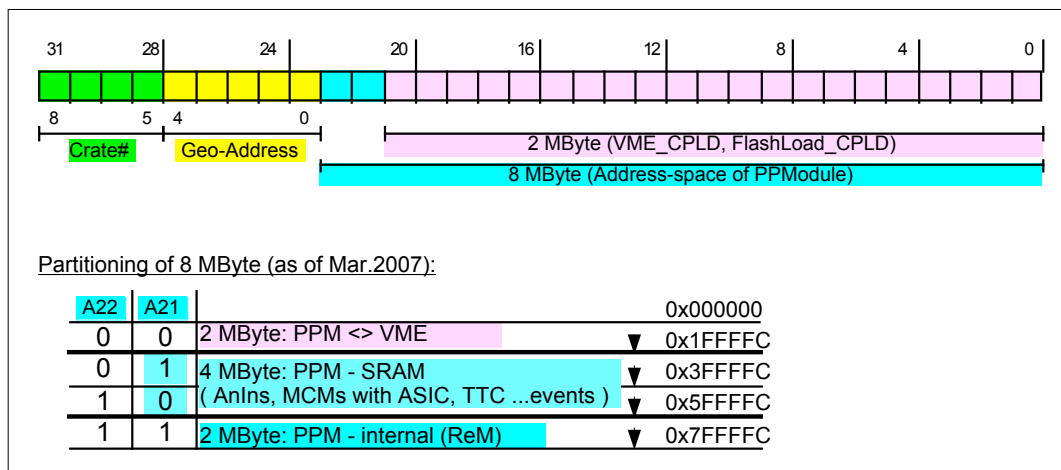 31 28 24 20 16 12 8 4 0
8 5 4 0
Crate# Geo-Address 2 MByte (VME_CPLD, FlashLoad_CPLD)
8 MByte (Address-space of PPModule)
Partitioning of 8 MByte (as of Mar.2007):
A22 A21 0x000000
0 0 2 MByte: PPM <> VME 0x1FFFFC
0 1 4 MByte: PPM - SRAM 0x3FFFFC
1 0 ( AnIns, MCMs with ASIC, TTC ...events ) 0x5FFFFC
1 1 2 MByte: PPM - internal (ReM) 0x7FFFFC